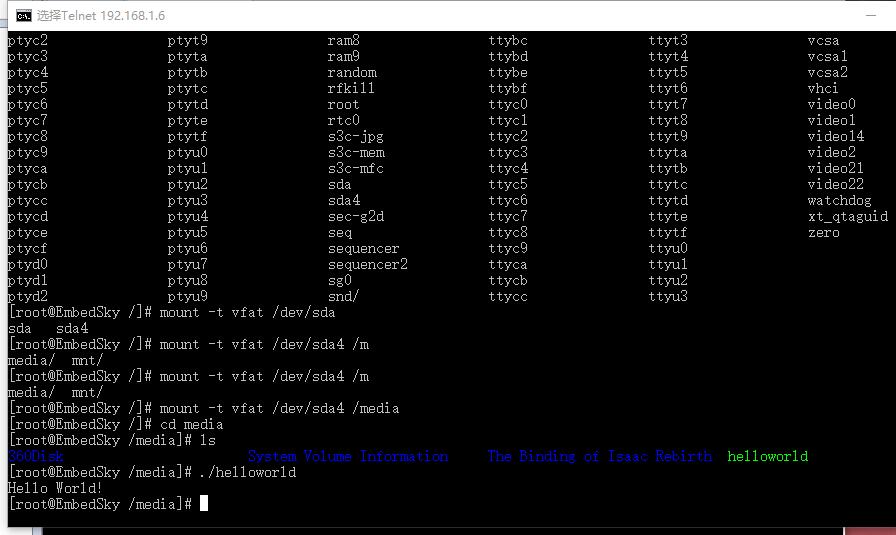 选择Telnet 192.168.1.6
ptyc2 ptyt9 ram8 ttybc ttyt3 vcsa
ptyc3 ptyta ram9 ttybd ttyt4 vcsa1
ptyc4 ptytb random ttybe ttyt5 vcsa2
ptyc5 ptytc rfkill ttybf ttyt6 vhci
ptyc6 ptytd root ttyc0 ttyt7 video0
ptyc7 ptyte rtc0 ttyc1 ttyt8 video1
ptyc8 ptytf s3c-jpg ttyc2 ttyt9 video14
ptyc9 ptyu0 s3c-mem ttyc3 ttyta video2
ptyca ptyu1 s3c-mfc ttyc4 ttytb video21
ptycb ptyu2 sda ttyc5 ttytc video22
ptycc ptyu3 sda4 ttyc6 ttytd watchdog
ptycd ptyu4 sec-g2d ttyc7 ttyte xt_qtaguid
ptyce ptyu5 seq ttyc8 ttytf zero
ptycf ptyu6 sequencer ttyc9 ttyu0
ptyd0 ptyu7 sequencer2 ttyca ttyu1
ptyd1 ptyu8 sg0 ttycb ttyu2
ptyd2 ptyu9 snd/ ttycc ttyu3
[root@EmbedSky /]# mount -t vfat /dev/sda
sda sda4
[root@EmbedSky /]# mount -t vfat /dev/sda4 /m
media/ mnt/
[root@EmbedSky /]# mount -t vfat /dev/sda4 /m
media/ mnt/
[root@EmbedSky /]# mount -t vfat /dev/sda4 /media
[root@EmbedSky /]# cd media
[root@EmbedSky /media]# ls
360Disk System Volume Information The Binding of Isaac Rebirth helloworld
[root@EmbedSky /media]# ./helloworld
Hello World!
[root@EmbedSky /media]#